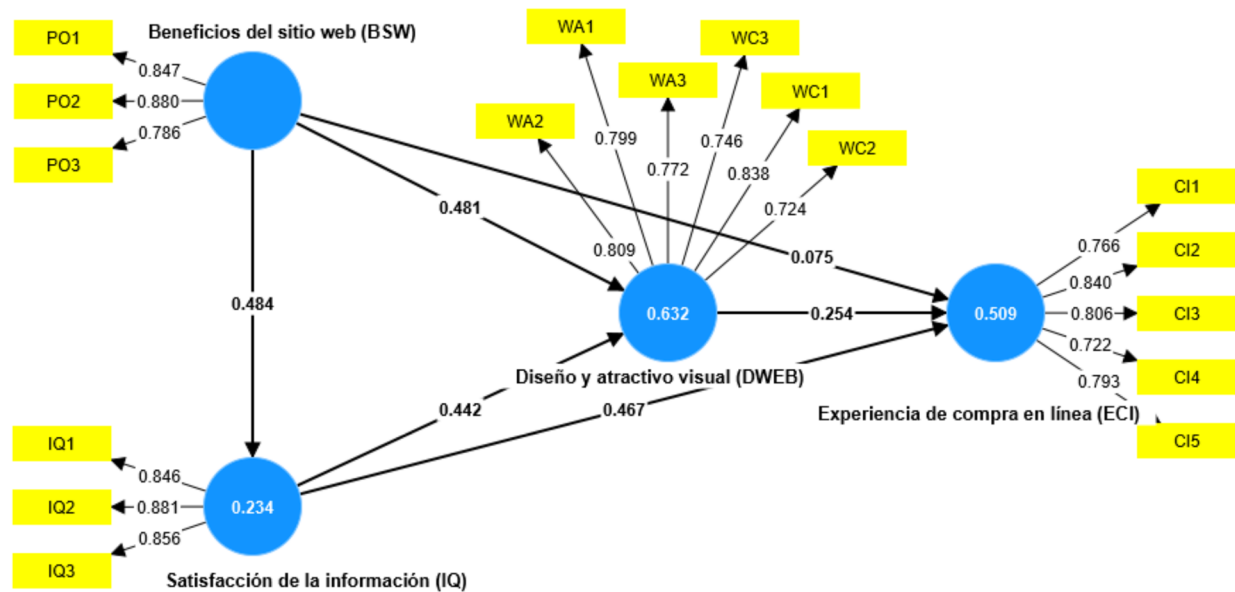 Beneficios del sitio web (BSW)
PO1
PO2
PO3
0.847
0.880
0.786
WA1
WC3
WA3
WC1
WA2
WC2
0.799
0.746
0.772
0.838
0.724
0.809
0.481
0.075
0.484
0.632
0.254
0.509
CI1
CI2
CI3
CI4
CI5
0.766
0.840
0.806
0.722
0.793
Diseño y atractivo visual (DWEB)
0.442
0.467
Experiencia de compra en línea (ECI)
IQ1
IQ2
IQ3
0.846
0.881
0.856
0.234
Satisfacción de la información (IQ)